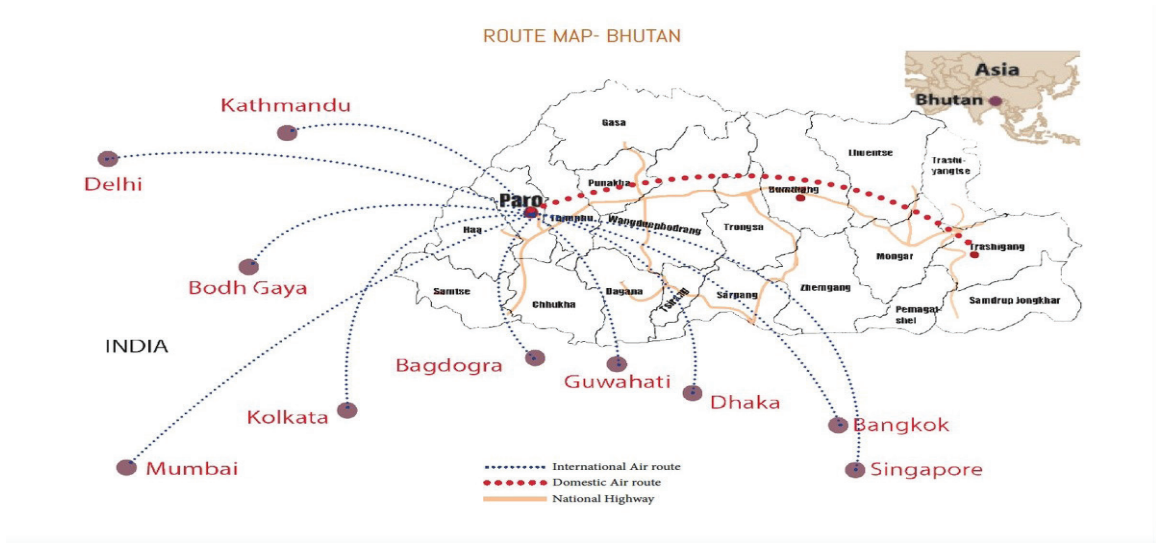 ROUTE MAP- BHUTAN
Asia
Bhutan
Kathmandu
Delhi
Gasa
Lhuentse
Trashi-
yangtse
Punakha
Bumthang
Paro
Thimphu
Wangduephodrang
Trongsa
Haa
Mongar
Trashigang
Bodh Gaya
Samtse
Chhukha
Dagana
Tsirang
Sarpang
Zhemgang
Pemagat-
shel
Samdrup Jongkhar
INDIA
Bagdogra
Guwahati
Dhaka
Kolkata
Bangkok
Mumbai
Singapore
International Air route
Domestic Air route
National Highway